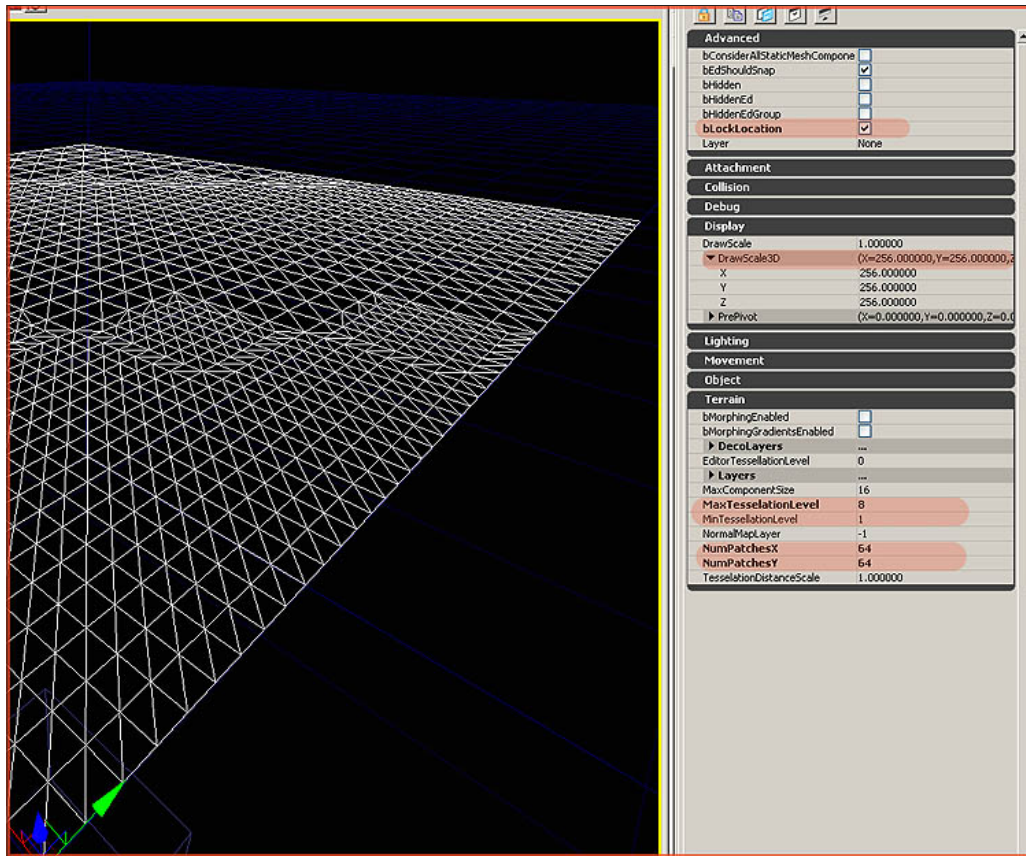 Advanced
bConsiderAllStaticMeshCompone
bEdShouldSnap
bHidden
bHiddenEd
bHiddenEdGroup
bLockLocation
Layer None
Attachment
Collision
Debug
Display
DrawScale 1.000000
DrawScale3D (X=256.000000,Y=256.000000,Z
X 256.000000
Y 256.000000
Z 256.000000
PrePivot (X=0.000000,Y=0.000000,Z=0.0
Lighting
Movement
Object
Terrain
bMorphingEnabled
bMorphingGradientsEnabled
DecoLayers ...
EditorTessellationLevel 0
Layers ...
MaxComponentSize 16
MaxTesselationLevel 8
MinTessellationLevel 1
NormalMapLayer -1
NumPatchesX 64
NumPatchesY 64
TesselationDistanceScale 1.000000